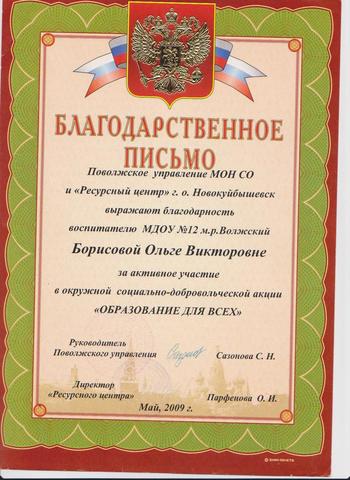 БЛАГОДАРСТВЕННОЕ
ПИСЬМО
Поволжское управление МОН СО
и «Ресурсный центр» г. о. Новокуйбышевск
выражают благодарность
воспитателю МДОУ №12 м.р.Волжский
Борисовой Ольге Викторовне
за активное участие
в окружной социально-добровольческой акции
«ОБРАЗОВАНИЕ ДЛЯ ВСЕХ»
Руководитель
Поволжского управления Сазонова С. Н.
Директор
«Ресурсного центра» Парфенова О. И.
Май, 2009 г.